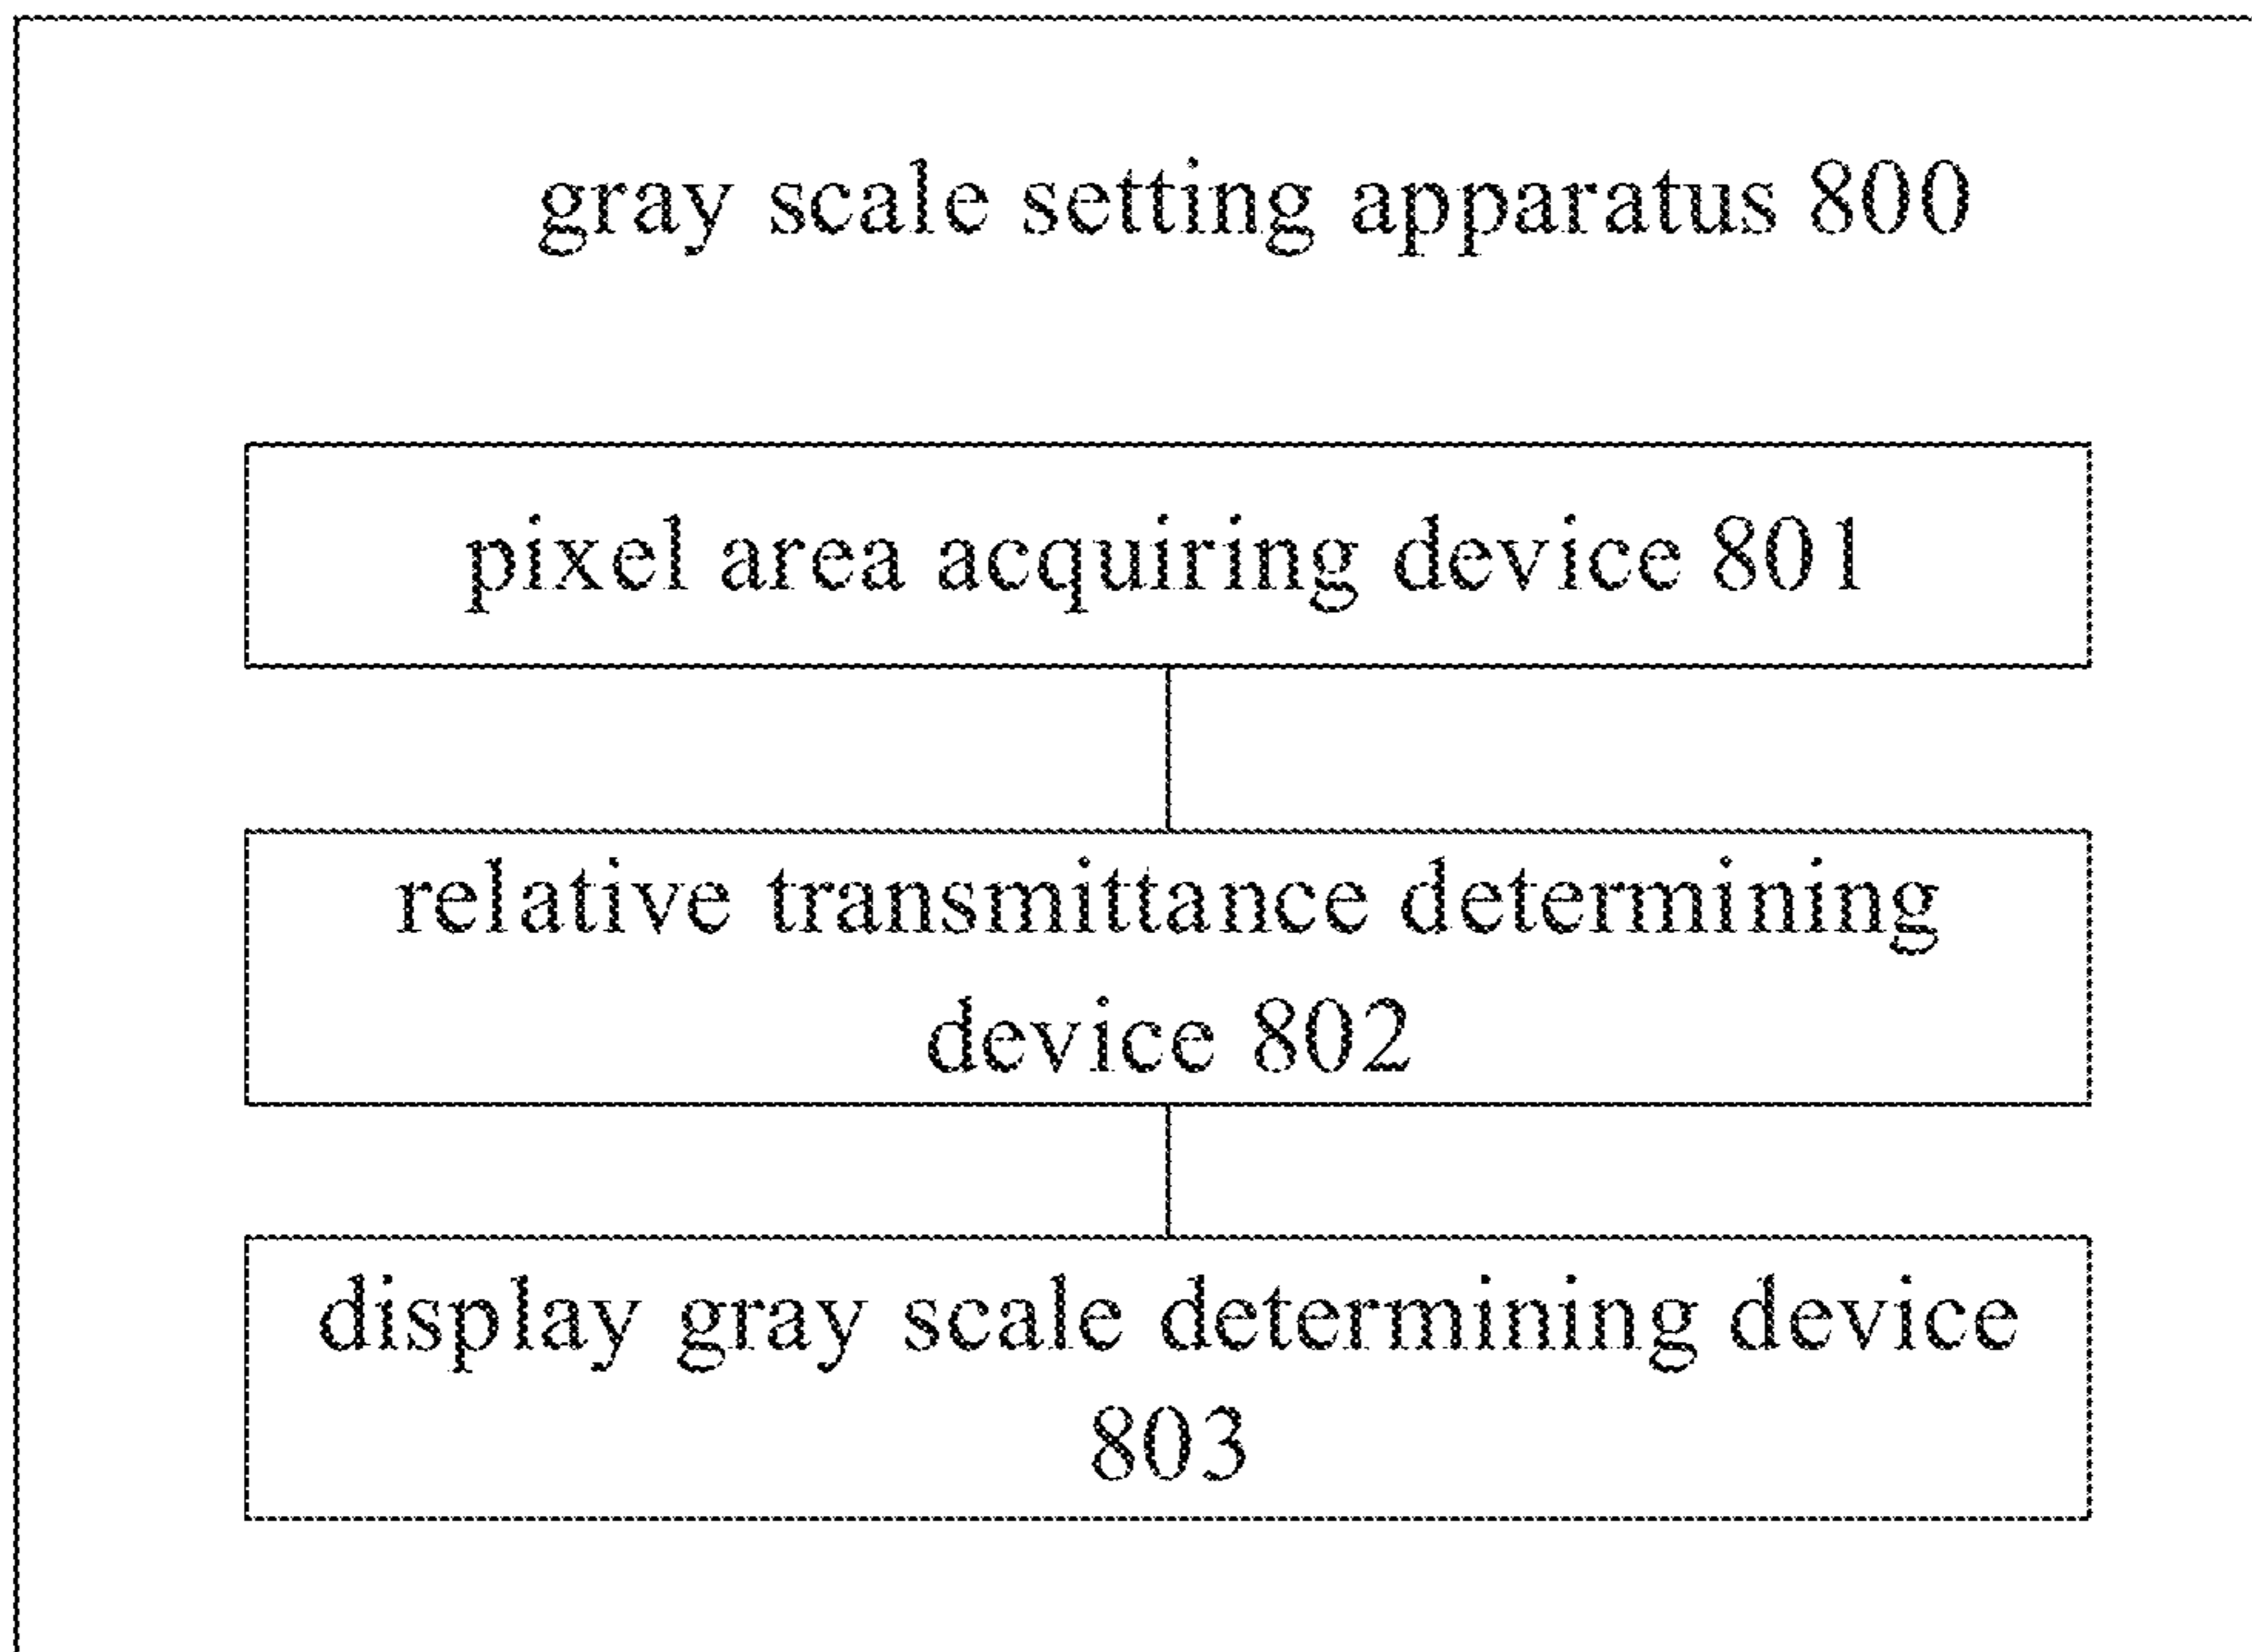 gray scale setting apparatus 800
pixel area acquiring device 801
relative transmittance determining
device 802
display gray scale determining device
803